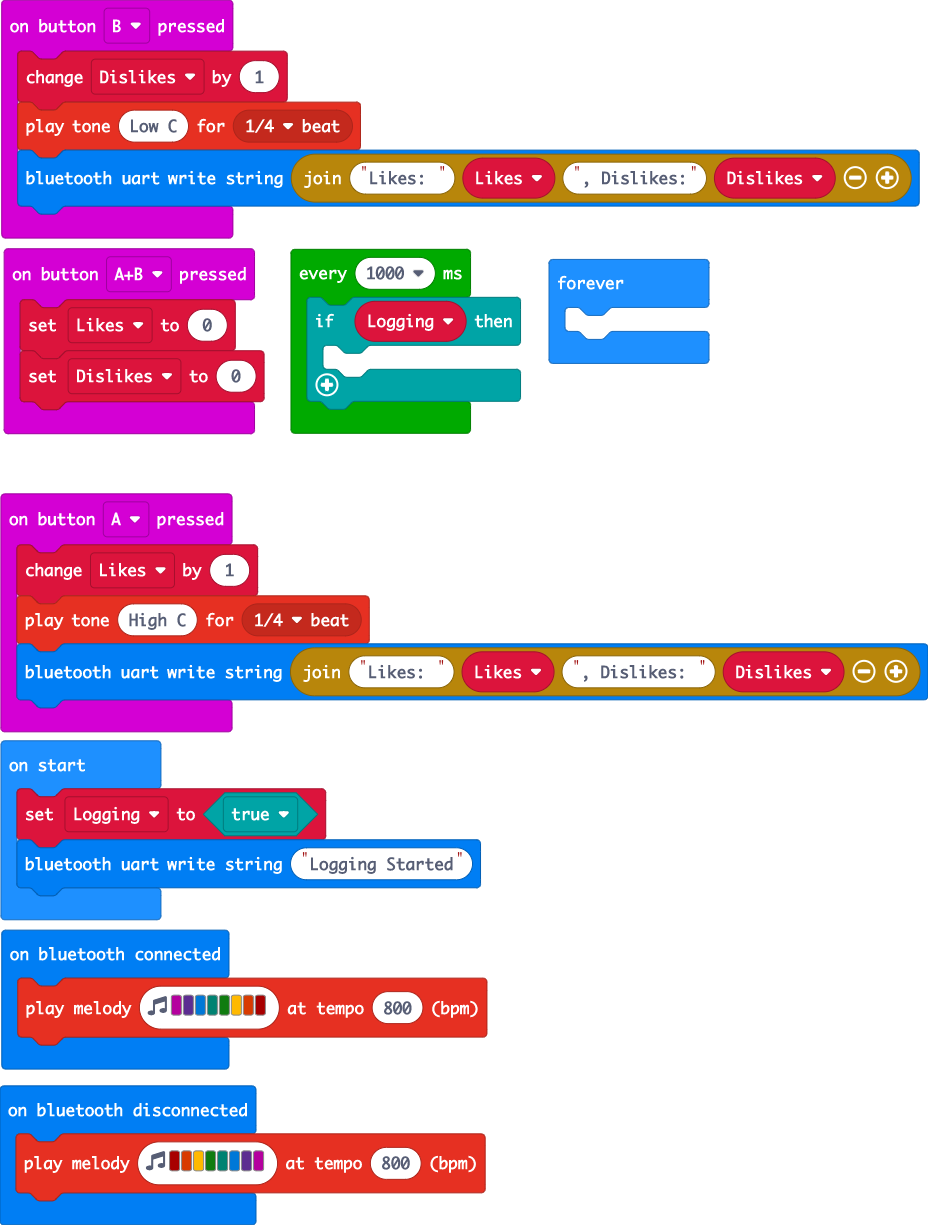 on button B pressed
change Dislikes by 1
play tone Low C for 1/4 beat
bluetooth uart write string join "Likes: " Likes ", Dislikes:" Dislikes
on button A+B pressed
set Likes to 0
set Dislikes to 0
every 1000 ms
if Logging then
forever
on button A pressed
change Likes by 1
play tone High C for 1/4 beat
bluetooth uart write string join "Likes: " Likes ", Dislikes: " Dislikes
on start
set Logging to true
bluetooth uart write string "Logging Started"
on bluetooth connected
play melody at tempo 800 (bpm)
on bluetooth disconnected
play melody at tempo 800 (bpm)